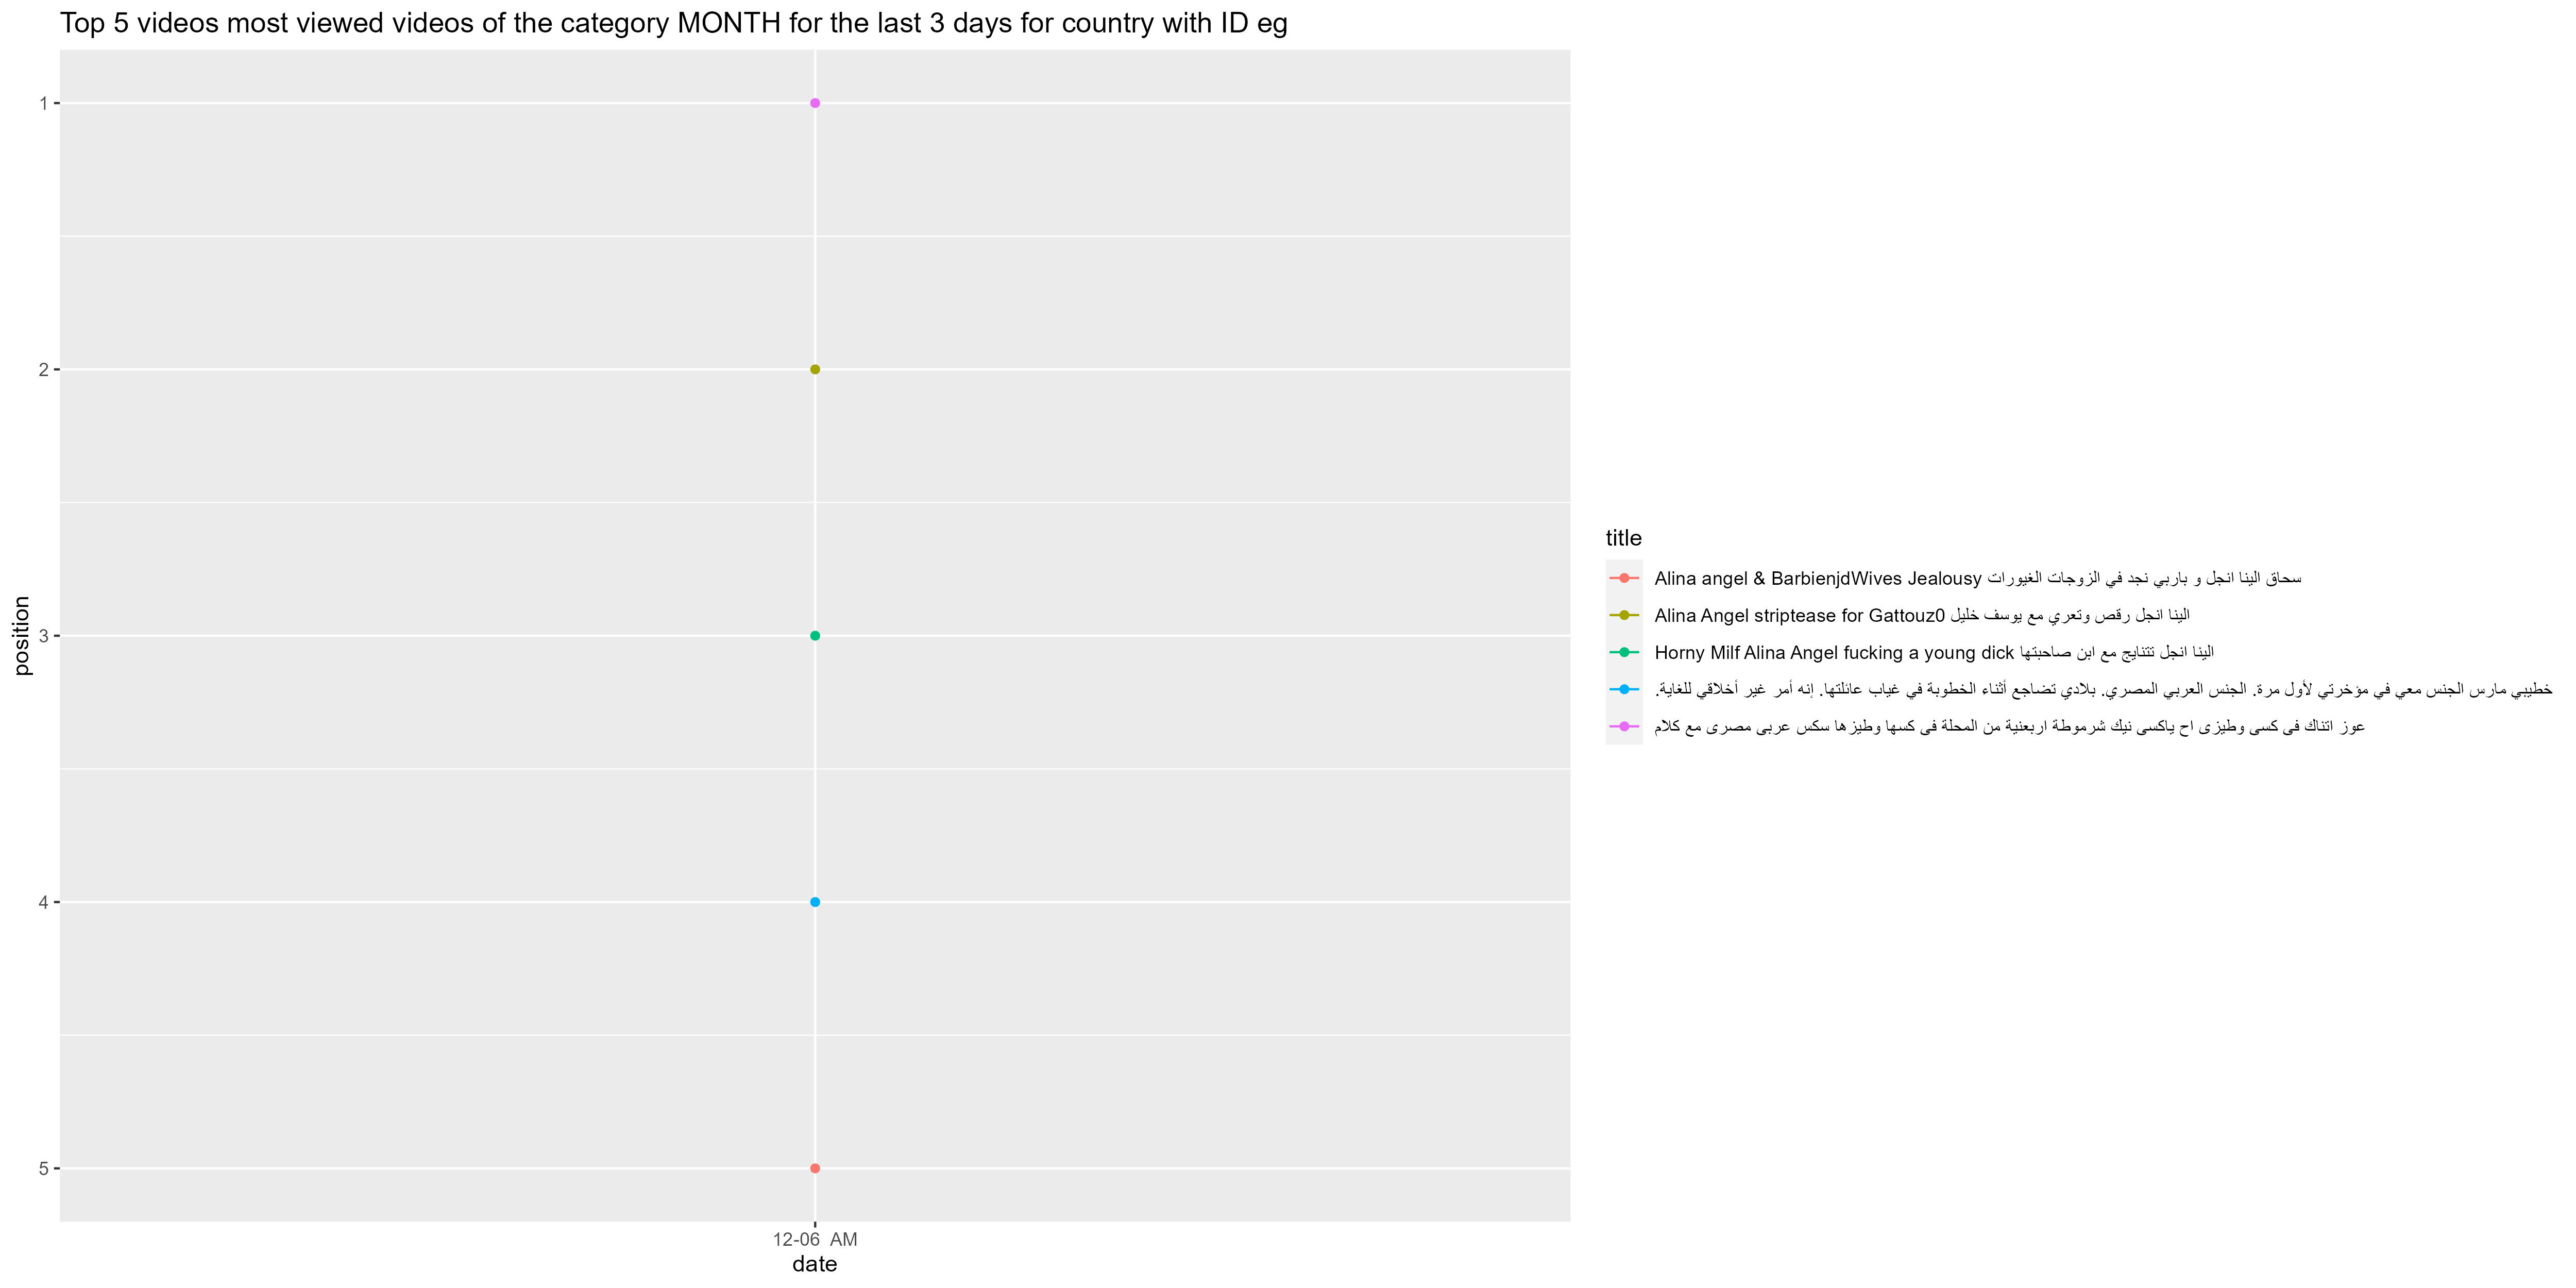 Top 5 videos most viewed videos of the category MONTH for the last 3 days for country with ID eg
position
1
2
3
4
5
12-06 AM
date
title
Alina angel & BarbienjdWives Jealousy سحاق الينا انجل و باربي نجد في الزوجات الغيورات
Alina Angel striptease for Gattouz0 الينا انجل رقص وتعري مع يوسف خليل
Horny Milf Alina Angel fucking a young dick الينا انجل تتنايج مع ابن صاحبتها
خطيبي مارس الجنس معي في مؤخرتي لأول مرة. الجنس العربي المصري. بلادي تضاجع أثناء الخطوبة في غياب عائلتها. إنه أمر غير أخلاقي للغاية.
عوز اتناك فى كسى وطيزى اح ياكسى نيك شرموطة اربعنية من المحلة فى كسها وطيزها سكس عربى مصرى مع كلام